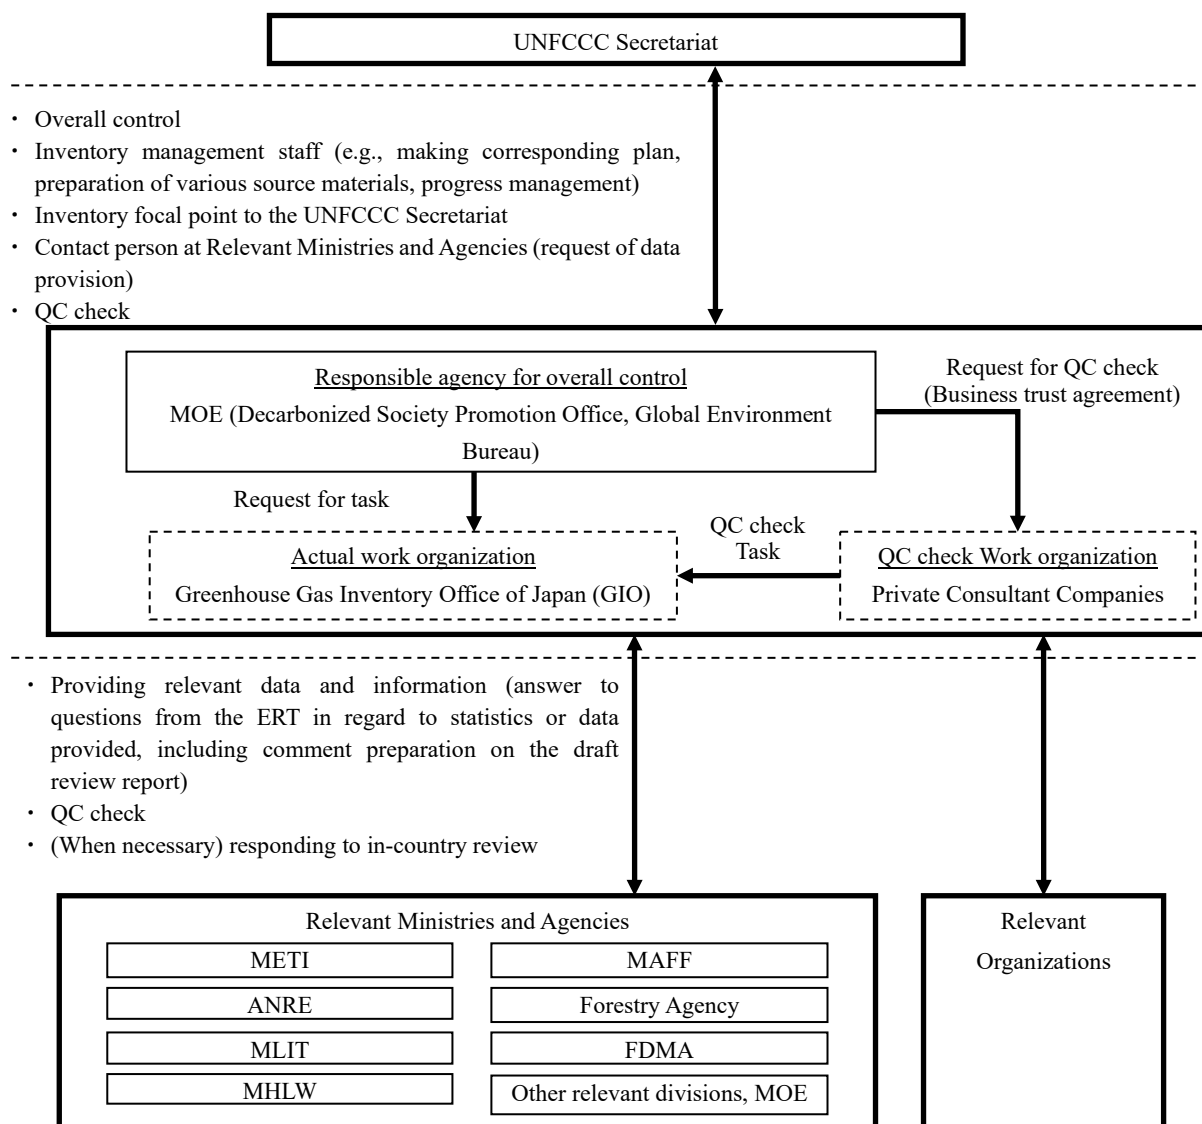 UNFCCC Secretariat
・ Overall control
・ Inventory management staff (e.g., making corresponding plan,
preparation of various source materials, progress management)
・ Inventory focal point to the UNFCCC Secretariat
・ Contact person at Relevant Ministries and Agencies (request of data
provision)
・ QC check
Responsible agency for overall control
MOE (Decarbonized Society Promotion Office, Global Environment
Bureau)
Request for QC check
(Business trust agreement)
Request for task
QC check
Task
Actual work organization
Greenhouse Gas Inventory Office of Japan (GIO)
QC check Work organization
Private Consultant Companies
・ Providing relevant data and information (answer to
questions from the ERT in regard to statistics or data
provided, including comment preparation on the draft
review report)
・ QC check
・ (When necessary) responding to in-country review
Relevant Ministries and Agencies
METI
MAFF
ANRE
Forestry Agency
MLIT
FDMA
MHLW
Other relevant divisions, MOE
Relevant
Organizations